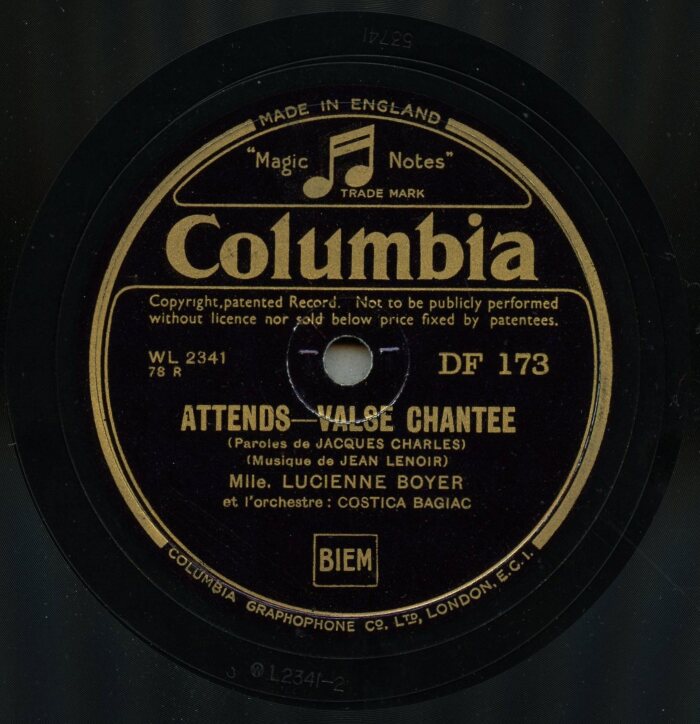 53741
MADE IN ENGLAND
"Magic Notes"
TRADE MARK
Columbia
Copyright, patented Record. Not to be publicly performed
without licence nor sold below price fixed by patentees.
WL 2341 DF 173
78 R
ATTENDS—VALSE CHANTEE
(Paroles de JACQUES CHARLES)
(Musique de JEAN LENOIR)
Mlle. LUCIENNE BOYER
et l'orchestre : COSTICA BAGIAC
BIEM
COLUMBIA GRAPHOPHONE CO. LTD, LONDON, E.C.1.
L2341-2